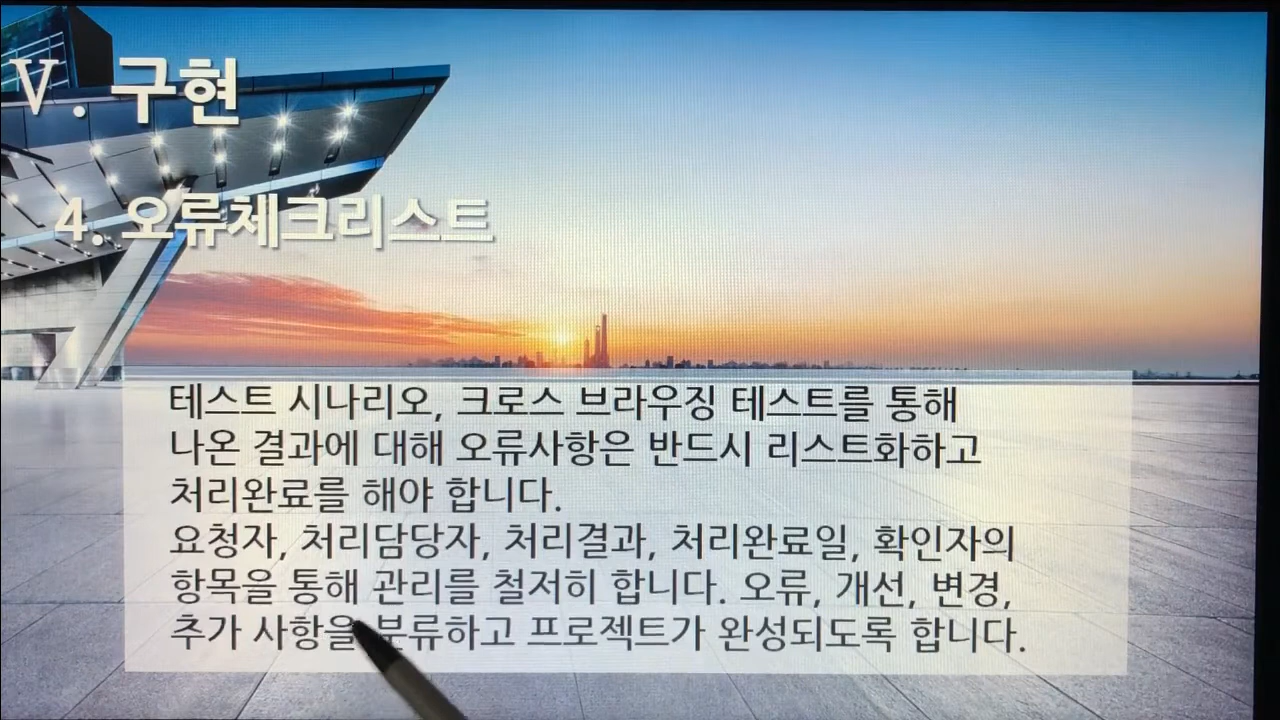 V. 구현
4. 오류체크리스트
테스트 시나리오, 크로스 브라우징 테스트를 통해
나온 결과에 대해 오류사항은 반드시 리스트화하고
처리완료를 해야 합니다.
요청자, 처리담당자, 처리결과, 처리완료일, 확인자의
항목을 통해 관리를 철저히 합니다. 오류, 개선, 변경,
추가 사항을 분류하고 프로젝트가 완성되도록 합니다.